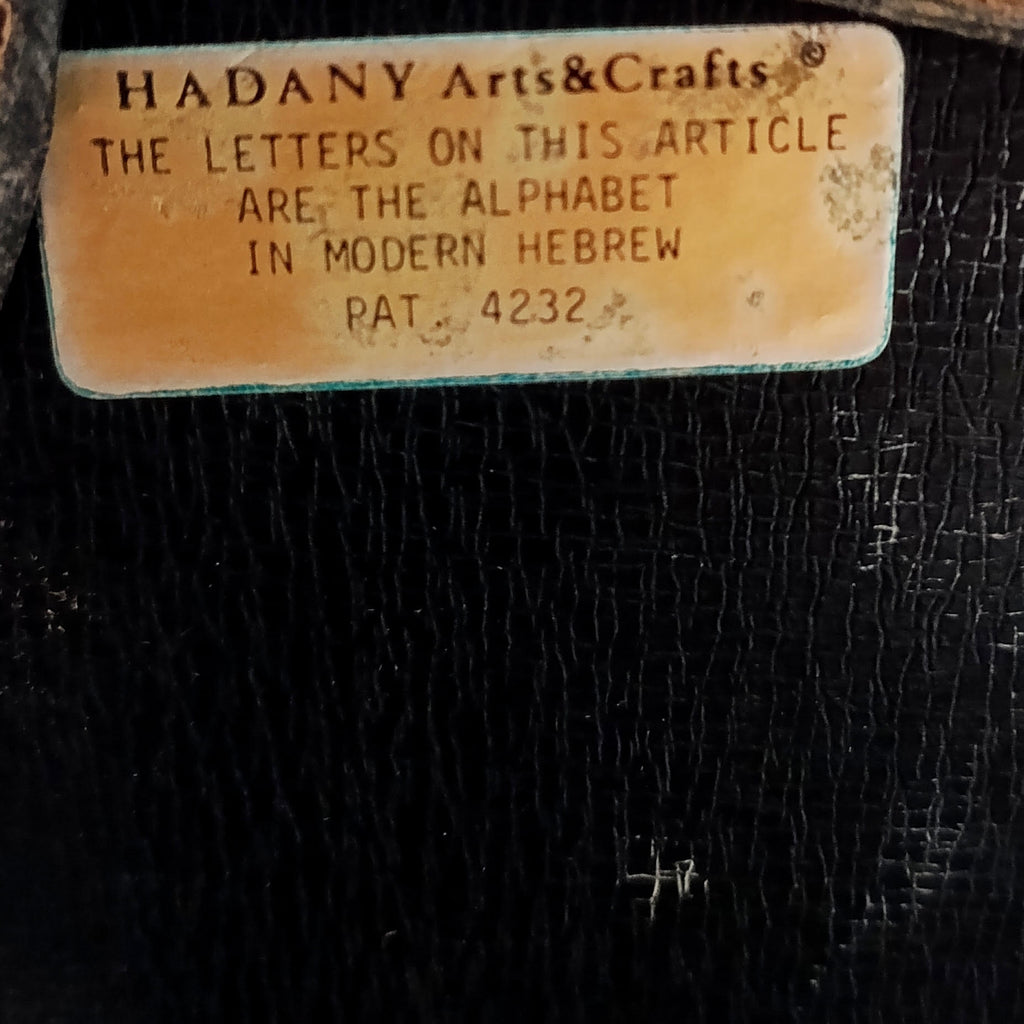 HADANY Arts&Crafts ®
THE LETTERS ON THIS ARTICLE
ARE THE ALPHABET
IN MODERN HEBREW
PAT. 4232